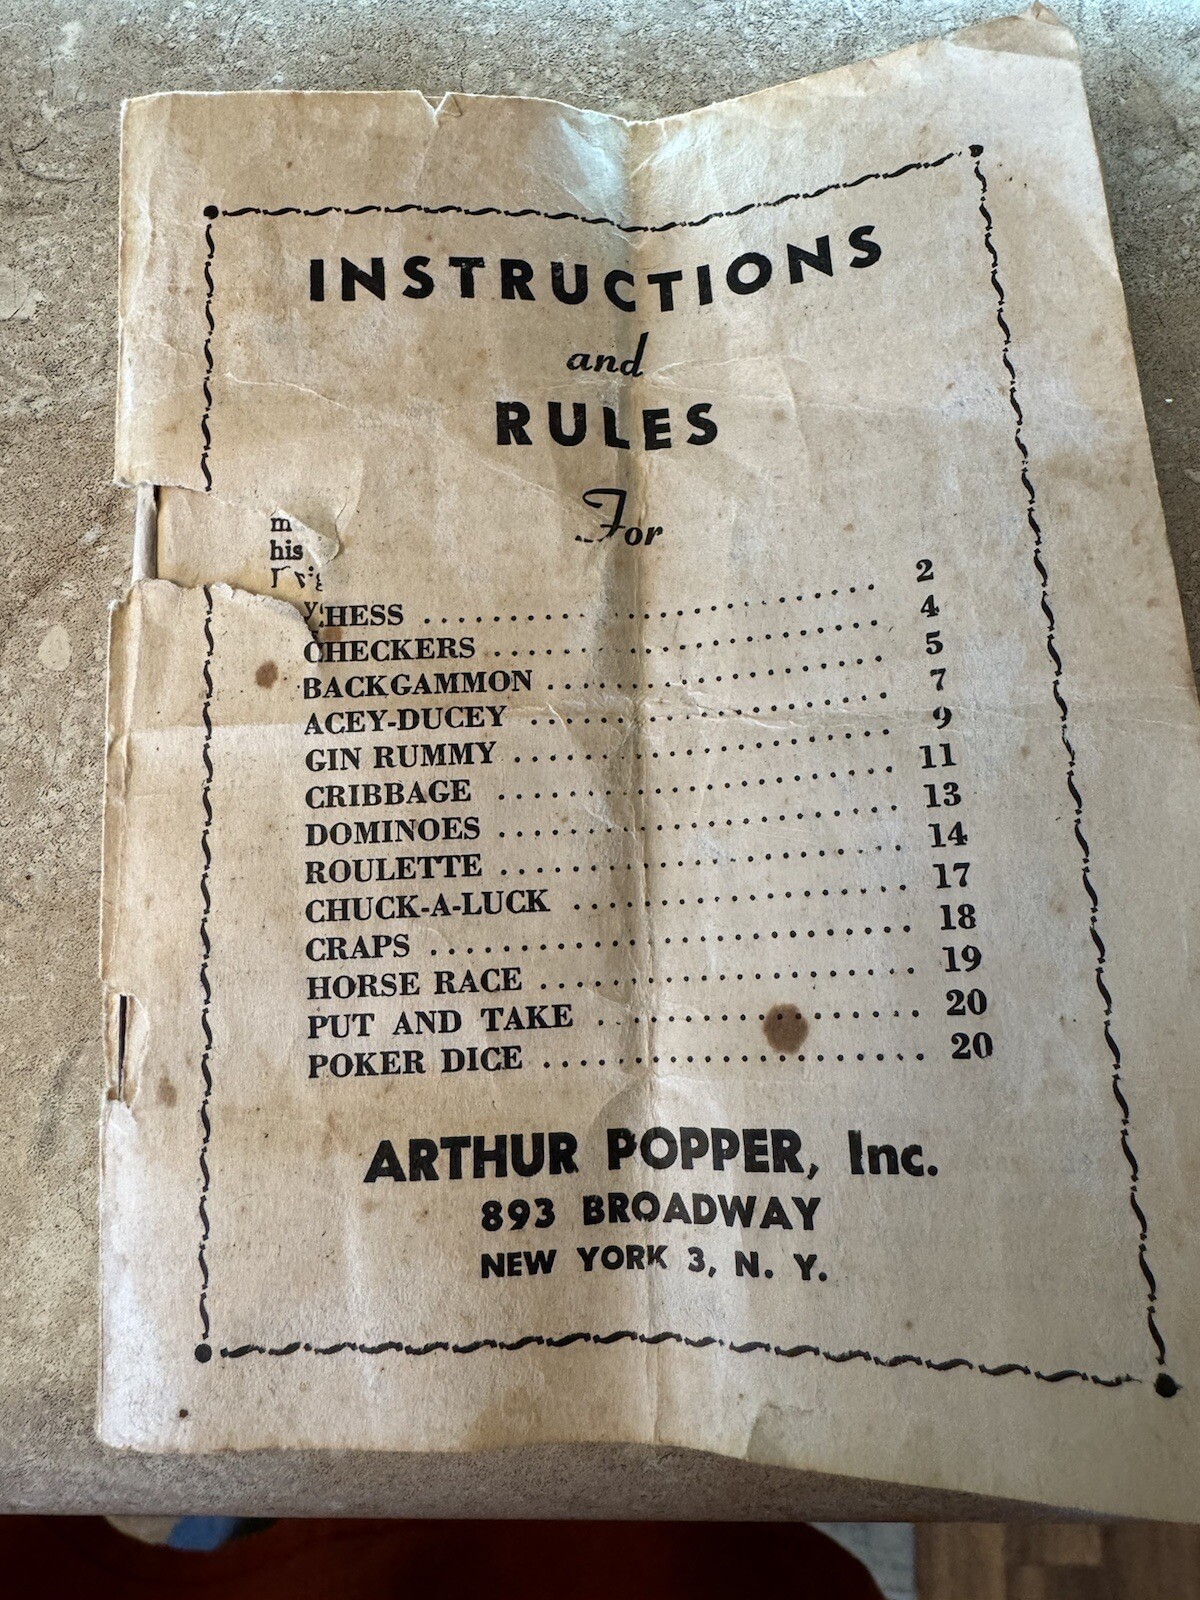 INSTRUCTIONS
and
RULES
For
m
his
CHESS .......................... 2
CHECKERS .......................... 4
BACKGAMMON .......................... 5
ACEY-DUCEY .......................... 7
GIN RUMMY .......................... 9
CRIBBAGE .......................... 11
DOMINOES .......................... 13
ROULETTE .......................... 14
CHUCK-A-LUCK .......................... 17
CRAPS .......................... 18
HORSE RACE .......................... 19
PUT AND TAKE .......................... 20
POKER DICE .......................... 20
ARTHUR POPPER, Inc.
893 BROADWAY
NEW YORK 3, N. Y.